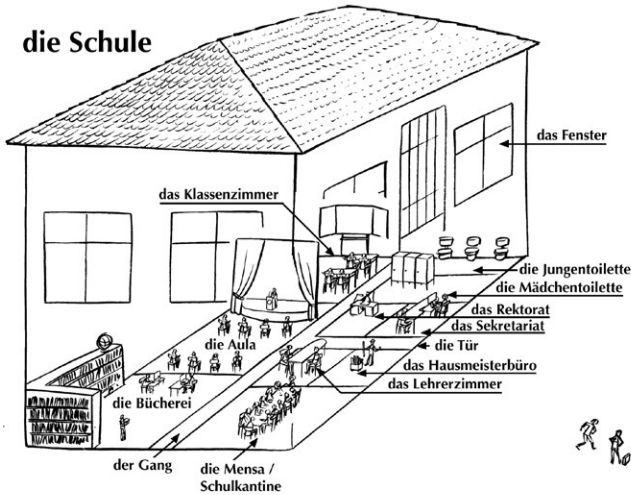 die Schule
das Fenster
das Klassenzimmer
die Jungentoilette
die Mädchentoilette
das Rektorat
das Sekretariat
die Aula
die Tür
das Hausmeisterbüro
das Lehrerzimmer
die Bücherei
der Gang
die Mensa /
Schulkantine